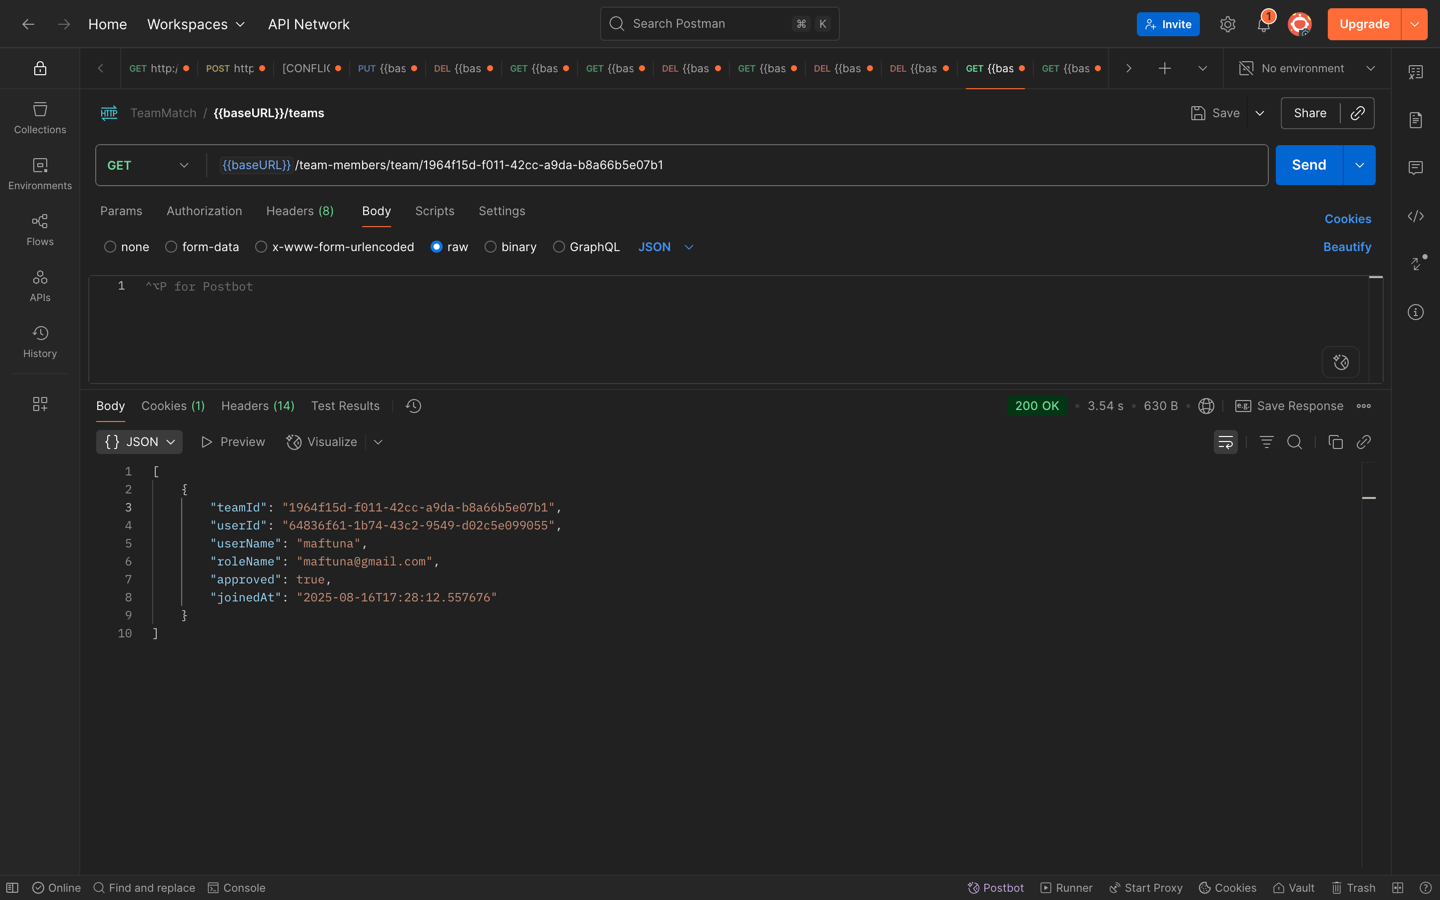 Home Workspaces API Network Search Postman ⌘ K Invite 1 Upgrade
GET http:/ POST http [CONFLIC PUT {{bas DEL {{bas GET {{bas GET {{bas DEL {{bas GET {{bas DEL {{bas DEL {{bas GET {{bas GET {{bas No environment
Collections
Environments
Flows
APIs
History
HTTP TeamMatch / {{baseURL}}/teams Save Share
GET {{baseURL}} /team-members/team/1964f15d-f011-42cc-a9da-b8a66b5e07b1 Send
Params Authorization Headers (8) Body Scripts Settings Cookies
none form-data x-www-form-urlencoded raw binary GraphQL JSON Beautify
1 ^⌥P for Postbot
Body Cookies (1) Headers (14) Test Results 200 OK • 3.54 s • 630 B • e.g. Save Response
{} JSON Preview Visualize
1 [
2 {
3 "teamId": "1964f15d-f011-42cc-a9da-b8a66b5e07b1",
4 "userId": "64836f61-1b74-43c2-9549-d02c5e099055",
5 "userName": "maftuna",
6 "roleName": "maftuna@gmail.com",
7 "approved": true,
8 "joinedAt": "2025-08-16T17:28:12.557676"
9 }
10 ]
Online Find and replace Console Postbot Runner Start Proxy Cookies Vault Trash